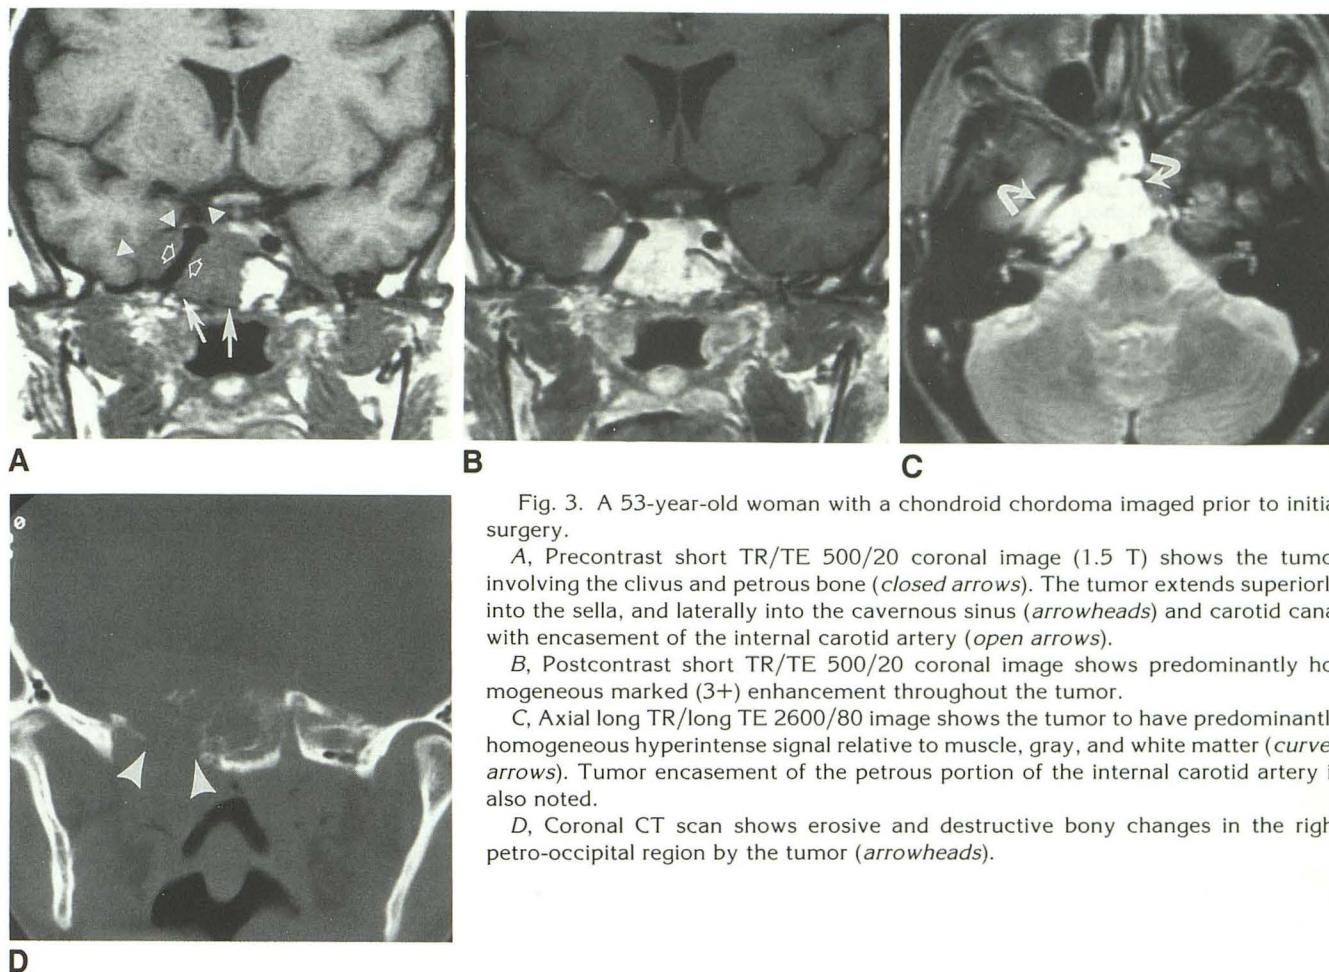 A
B
C
0
D
Fig. 3. A 53-year-old woman with a chondroid chordoma imaged prior to initia
surgery.
A, Precontrast short TR/TE 500/20 coronal image (1.5 T) shows the tumo
involving the clivus and petrous bone (closed arrows). The tumor extends superiorl
into the sella, and laterally into the cavernous sinus (arrowheads) and carotid cana
with encasement of the internal carotid artery (open arrows).
B, Postcontrast short TR/TE 500/20 coronal image shows predominantly ho-
mogeneous marked (3+) enhancement throughout the tumor.
C, Axial long TR/long TE 2600/80 image shows the tumor to have predominantl
homogeneous hyperintense signal relative to muscle, gray, and white matter (curve
arrows). Tumor encasement of the petrous portion of the internal carotid artery i
also noted.
D, Coronal CT scan shows erosive and destructive bony changes in the righ
petro-occipital region by the tumor (arrowheads).